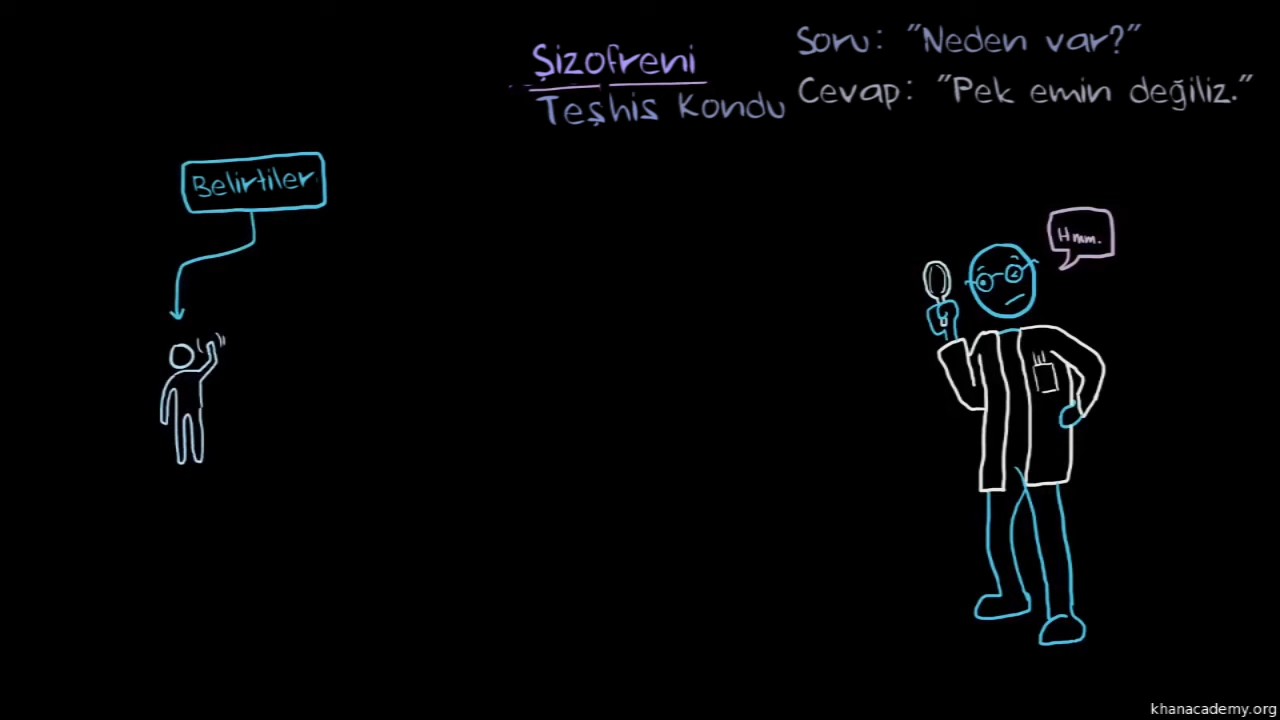 Şizofreni
Teşhis Kondu
Soru: "Neden var?"
Cevap: "Pek emin değiliz."
Belirtiler
Hmm.
khanacademy.org